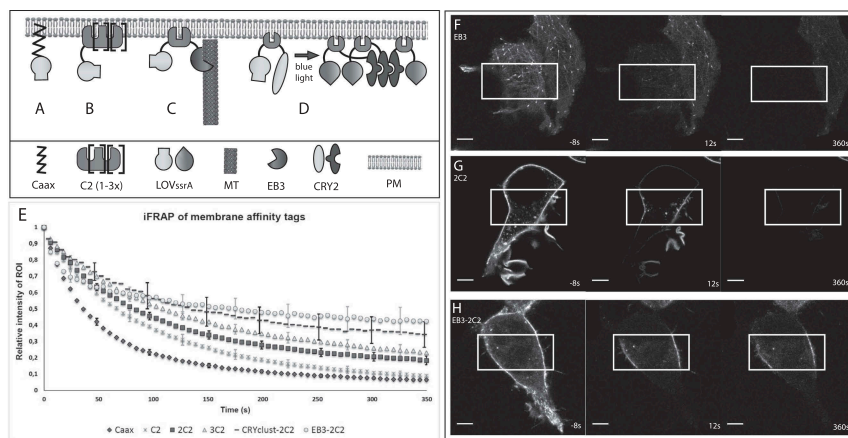 blue
light
A
B
C
D
Caax
C2 (1-3x)
LOVssrA
MT
EB3
CRY2
PM
E
iFRAP of membrane affinity tags
Relative intensity of ROI
1
0,9
0,8
0,7
0,6
0,5
0,4
0,3
0,2
0,1
0
0
50
100
150
200
250
300
350
Time (s)
Caax
C2
2C2
3C2
CRYclust-2C2
EB3-2C2
F
EB3
-8s
12s
360s
G
2C2
-8s
12s
360s
H
EB3-2C2
-8s
12s
360s